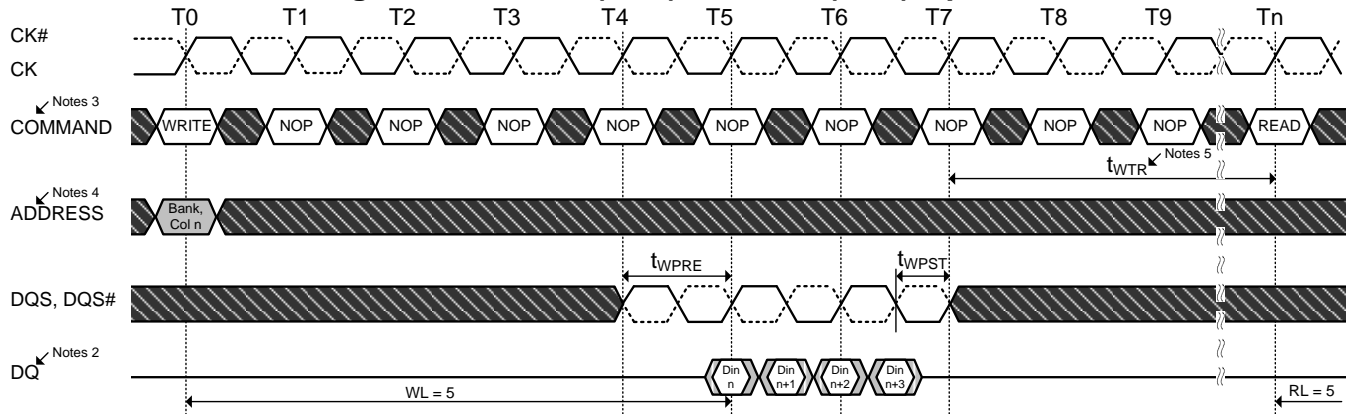 T0 T1 T2 T3 T4 T5 T6 T7 T8 T9 Tn
CK#
CK
Notes 3
COMMAND WRITE NOP NOP NOP NOP NOP NOP NOP NOP NOP READ
tWTR Notes 5
Notes 4
ADDRESS Bank,
Col n
tWPRE tWPST
DQS, DQS#
Notes 2
DQ
Din
n
Din
n+1
Din
n+2
Din
n+3
WL = 5 RL = 5